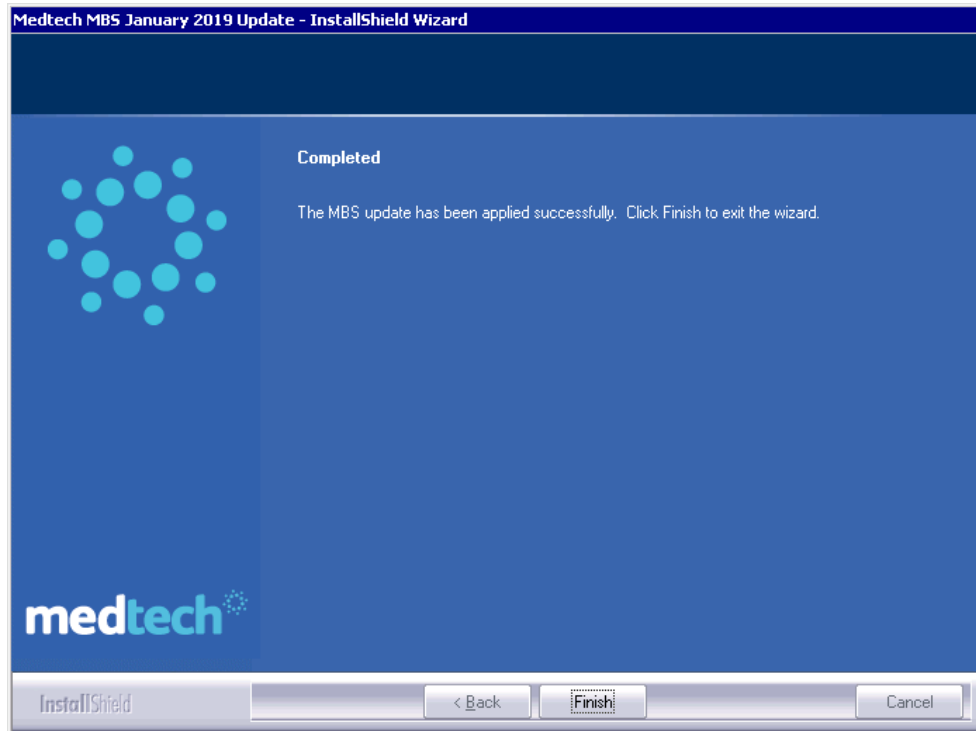 Medtech MBS January 2019 Update - InstallShield Wizard
Completed
The MBS update has been applied successfully.  Click Finish to exit the wizard.
medtech
InstallShield
< Back
Finish
Cancel